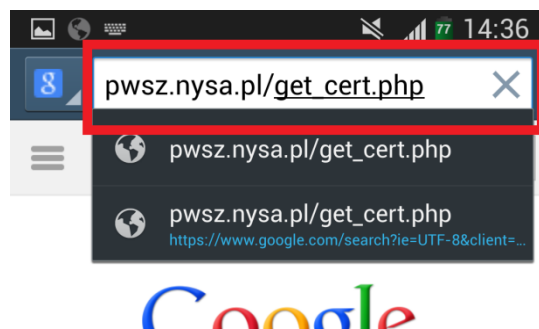 77 14:36
8 pwsz.nysa.pl/get_cert.php
pwsz.nysa.pl/get_cert.php
pwsz.nysa.pl/get_cert.php
https://www.google.com/search?ie=UTF-8&client=...
Google